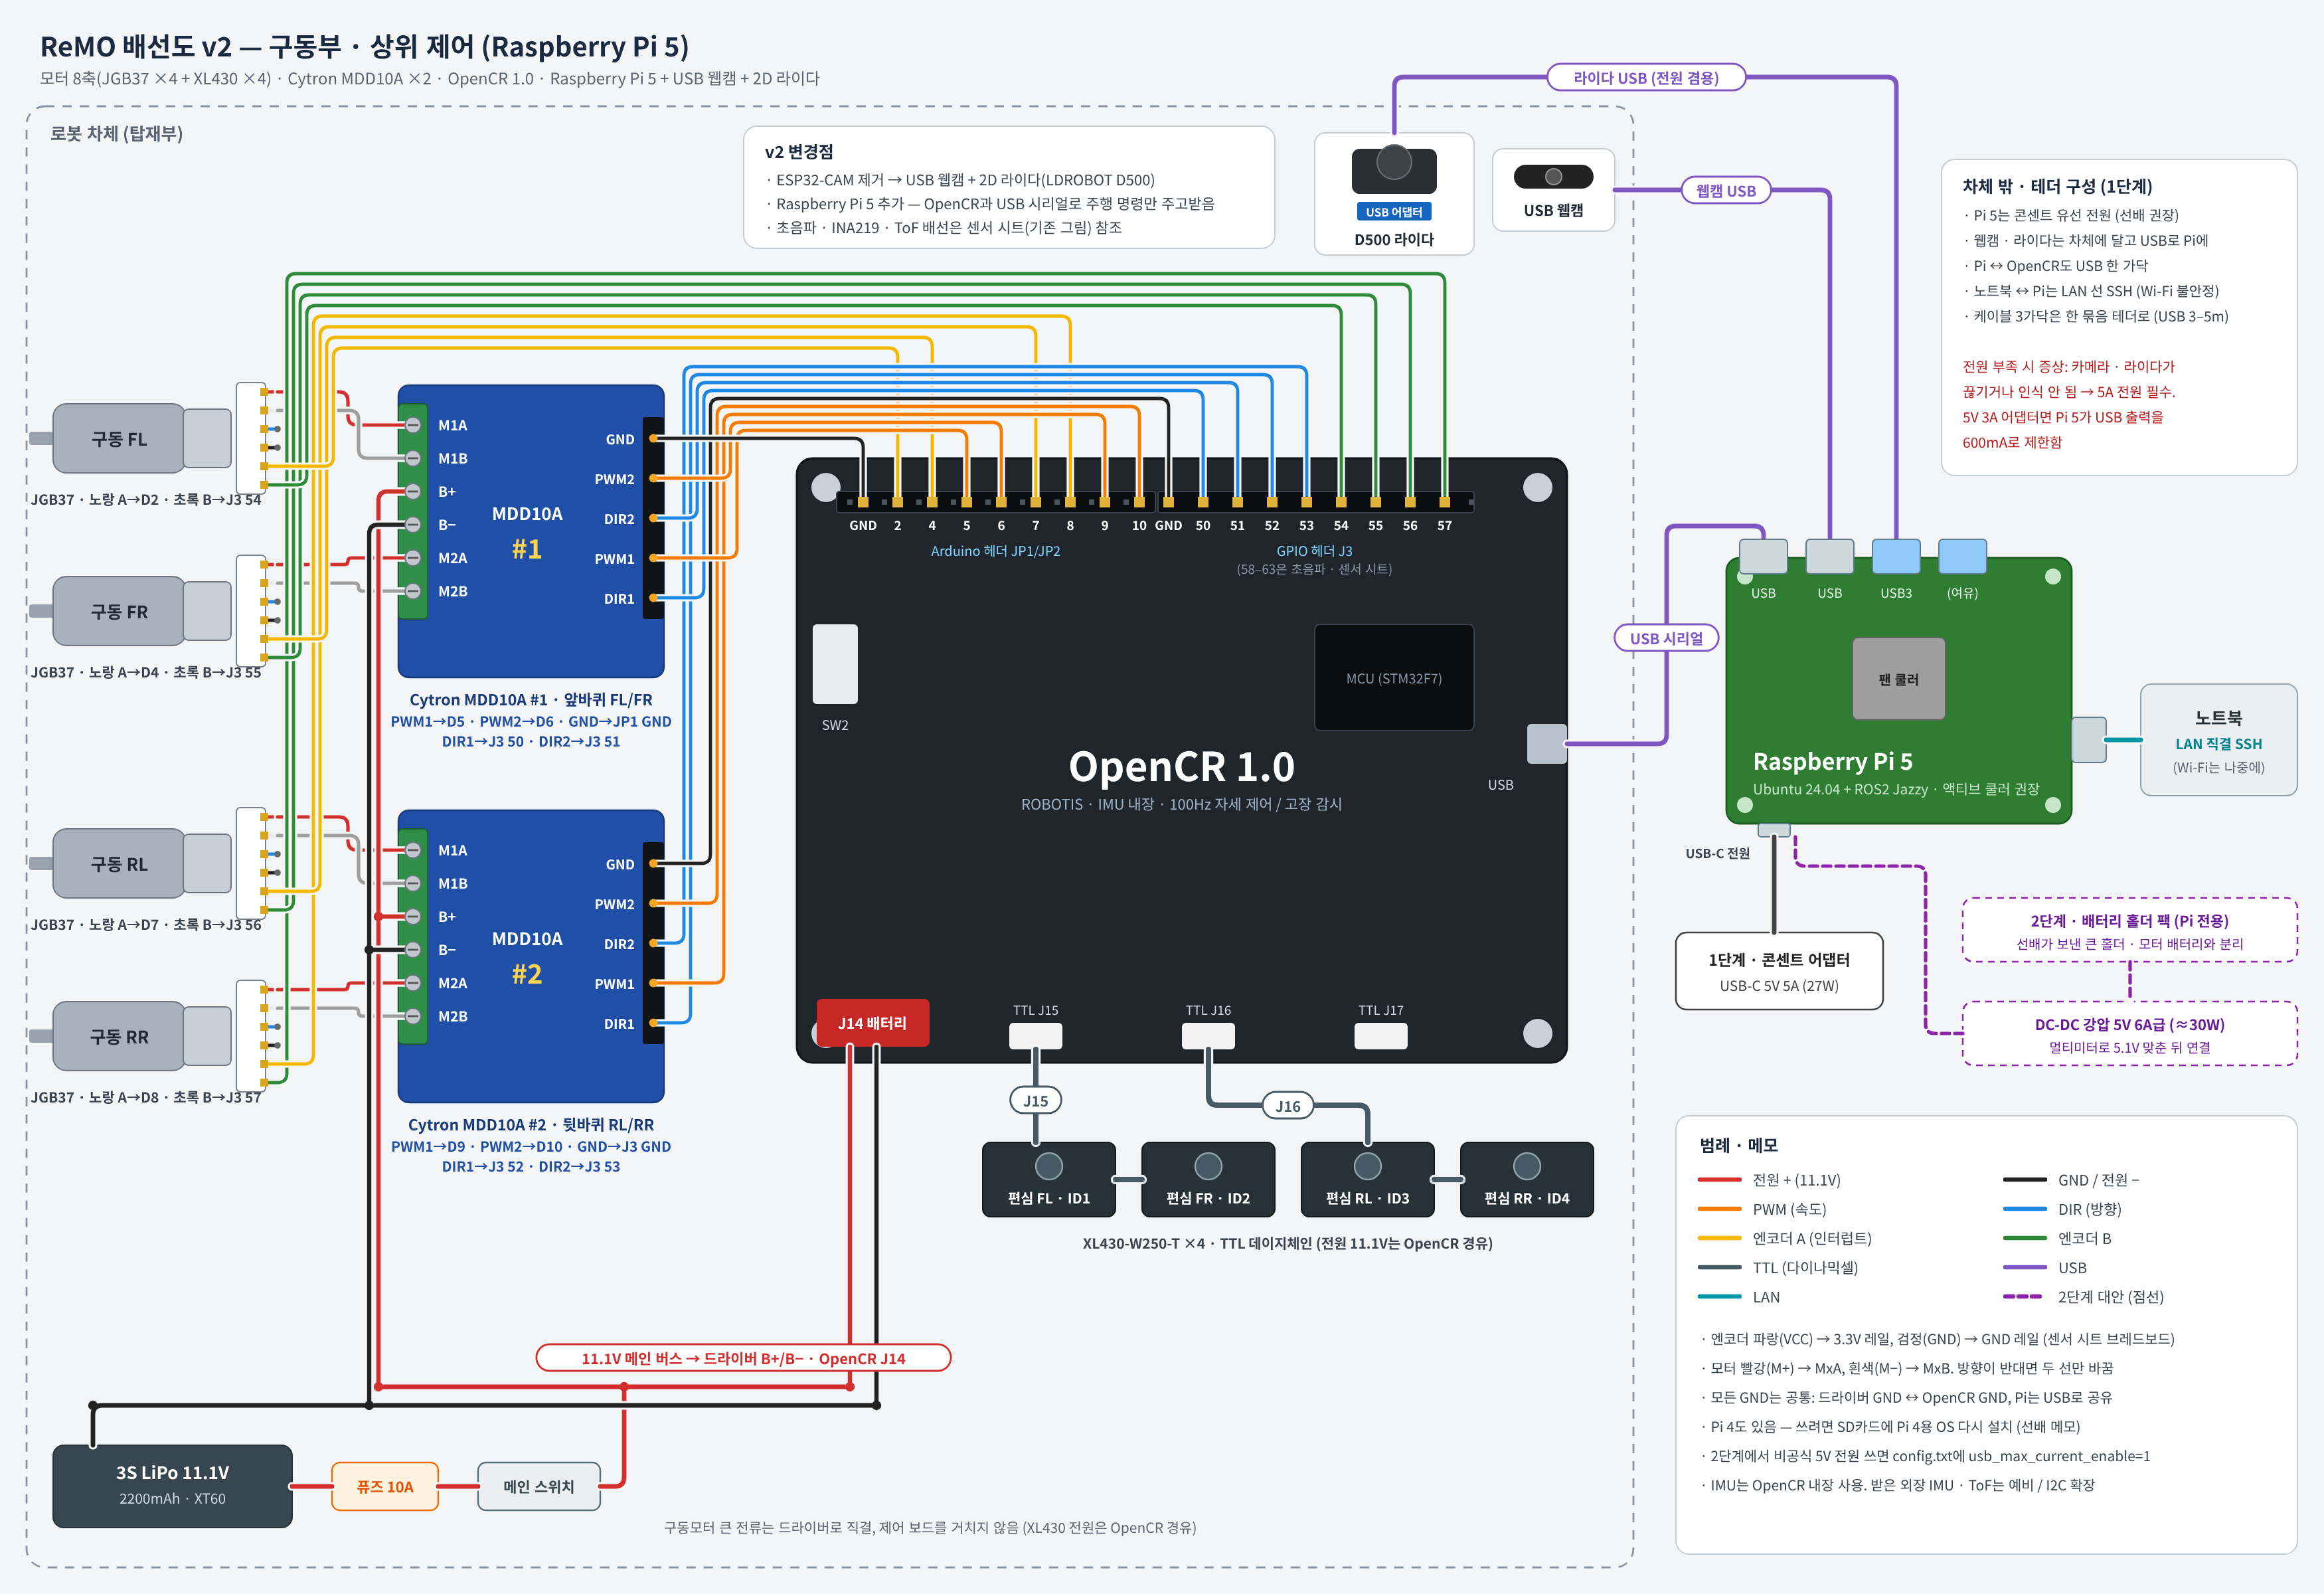 ReMO 배선도 v2 — 구동부 · 상위 제어 (Raspberry Pi 5)
모터 8축(JGB37 ×4 + XL430 ×4) · Cytron MDD10A ×2 · OpenCR 1.0 · Raspberry Pi 5 + USB 웹캠 + 2D 라이다
라이다 USB (전원 겸용)
로봇 차체 (탑재부)
v2 변경점
· ESP32-CAM 제거 → USB 웹캠 + 2D 라이다(LDROBOT D500)
· Raspberry Pi 5 추가 — OpenCR과 USB 시리얼로 주행 명령만 주고받음
· 초음파 · INA219 · ToF 배선은 센서 시트(기존 그림) 참조
USB 어댑터
D500 라이다
USB 웹캠
웹캠 USB
차체 밖 · 테더 구성 (1단계)
· Pi 5는 콘센트 유선 전원 (선배 권장)
· 웹캠 · 라이다는 차체에 달고 USB로 Pi에
· Pi ↔ OpenCR도 USB 한 가닥
· 노트북 ↔ Pi는 LAN 선 SSH (Wi-Fi 불안정)
· 케이블 3가닥은 한 묶음 테더로 (USB 3–5m)
전원 부족 시 증상: 카메라 · 라이다가
끊기거나 인식 안 됨 → 5A 전원 필수.
5V 3A 어댑터면 Pi 5가 USB 출력을
600mA로 제한함
구동 FL
JGB37 · 노랑 A→D2 · 초록 B→J3 54
구동 FR
JGB37 · 노랑 A→D4 · 초록 B→J3 55
구동 RL
JGB37 · 노랑 A→D7 · 초록 B→J3 56
구동 RR
JGB37 · 노랑 A→D8 · 초록 B→J3 57
M1A
M1B
B+
B−
M2A
M2B
MDD10A
#1
GND
PWM2
DIR2
PWM1
DIR1
Cytron MDD10A #1 · 앞바퀴 FL/FR
PWM1→D5 · PWM2→D6 · GND→JP1 GND
DIR1→J3 50 · DIR2→J3 51
M1A
M1B
B+
B−
M2A
M2B
MDD10A
#2
GND
PWM2
DIR2
PWM1
DIR1
Cytron MDD10A #2 · 뒷바퀴 RL/RR
PWM1→D9 · PWM2→D10 · GND→J3 GND
DIR1→J3 52 · DIR2→J3 53
GND 2 4 5 6 7 8 9 10 GND 50 51 52 53 54 55 56 57
Arduino 헤더 JP1/JP2
GPIO 헤더 J3
(58–63은 초음파 · 센서 시트)
SW2
MCU (STM32F7)
OpenCR 1.0
ROBOTIS · IMU 내장 · 100Hz 자세 제어 / 고장 감시
USB
J14 배터리
TTL J15
TTL J16
TTL J17
J15
J16
편심 FL · ID1
편심 FR · ID2
편심 RL · ID3
편심 RR · ID4
XL430-W250-T ×4 · TTL 데이지체인 (전원 11.1V는 OpenCR 경유)
USB 시리얼
USB
USB
USB3
(여유)
팬 쿨러
Raspberry Pi 5
Ubuntu 24.04 + ROS2 Jazzy · 액티브 쿨러 권장
노트북
LAN 직결 SSH
(Wi-Fi는 나중에)
USB-C 전원
1단계 · 콘센트 어댑터
USB-C 5V 5A (27W)
2단계 · 배터리 홀더 팩 (Pi 전용)
선배가 보낸 큰 홀더 · 모터 배터리와 분리
DC-DC 강압 5V 6A급 (≈30W)
멀티미터로 5.1V 맞춘 뒤 연결
범례 · 메모
전원 + (11.1V)
GND / 전원 −
PWM (속도)
DIR (방향)
엔코더 A (인터럽트)
엔코더 B
TTL (다이나믹셀)
USB
LAN
2단계 대안 (점선)
· 엔코더 파랑(VCC) → 3.3V 레일, 검정(GND) → GND 레일 (센서 시트 브레드보드)
· 모터 빨강(M+) → MxA, 흰색(M−) → MxB. 방향이 반대면 두 선만 바꿈
· 모든 GND는 공통: 드라이버 GND ↔ OpenCR GND, Pi는 USB로 공유
· Pi 4도 있음 — 쓰려면 SD카드에 Pi 4용 OS 다시 설치 (선배 메모)
· 2단계에서 비공식 5V 전원 쓰면 config.txt에 usb_max_current_enable=1
· IMU는 OpenCR 내장 사용. 받은 외장 IMU · ToF는 예비 / I2C 확장
11.1V 메인 버스 → 드라이버 B+/B− · OpenCR J14
3S LiPo 11.1V
2200mAh · XT60
퓨즈 10A
메인 스위치
구동모터 큰 전류는 드라이버로 직결, 제어 보드를 거치지 않음 (XL430 전원은 OpenCR 경유)